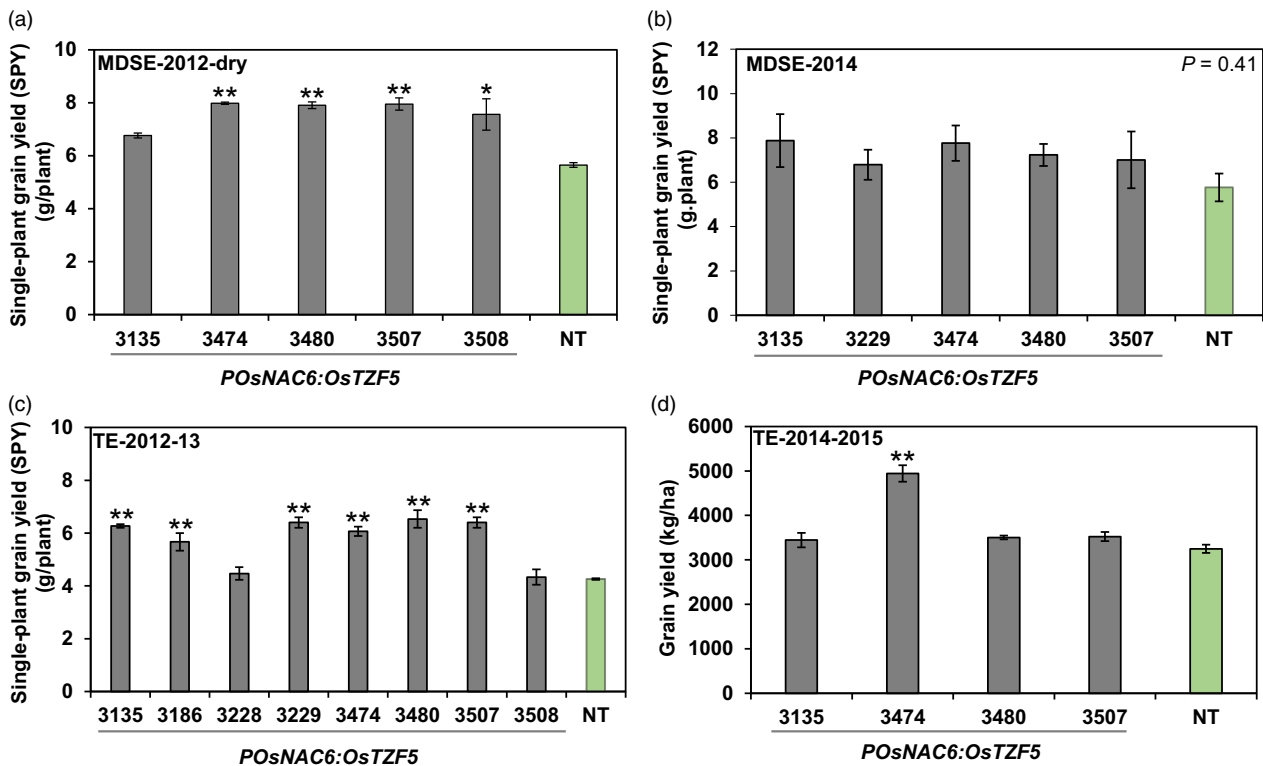 (a)
MDSE-2012-dry
Single-plant grain yield (SPY)
(g/plant)
10
8
6
4
2
0
** ** ** *
3135 3474 3480 3507 3508 NT
POsNAC6:OsTZF5
(b)
MDSE-2014
P = 0.41
Single-plant grain yield (SPY)
(g.plant)
12
10
8
6
4
2
0
3135 3229 3474 3480 3507 NT
POsNAC6:OsTZF5
(c)
TE-2012-13
Single-plant grain yield (SPY)
(g/plant)
10
8
6
4
2
0
** ** ** ** ** **
3135 3186 3228 3229 3474 3480 3507 3508 NT
POsNAC6:OsTZF5
(d)
TE-2014-2015
Grain yield (kg/ha)
6000
5000
4000
3000
2000
1000
0
**
3135 3474 3480 3507 NT
POsNAC6:OsTZF5